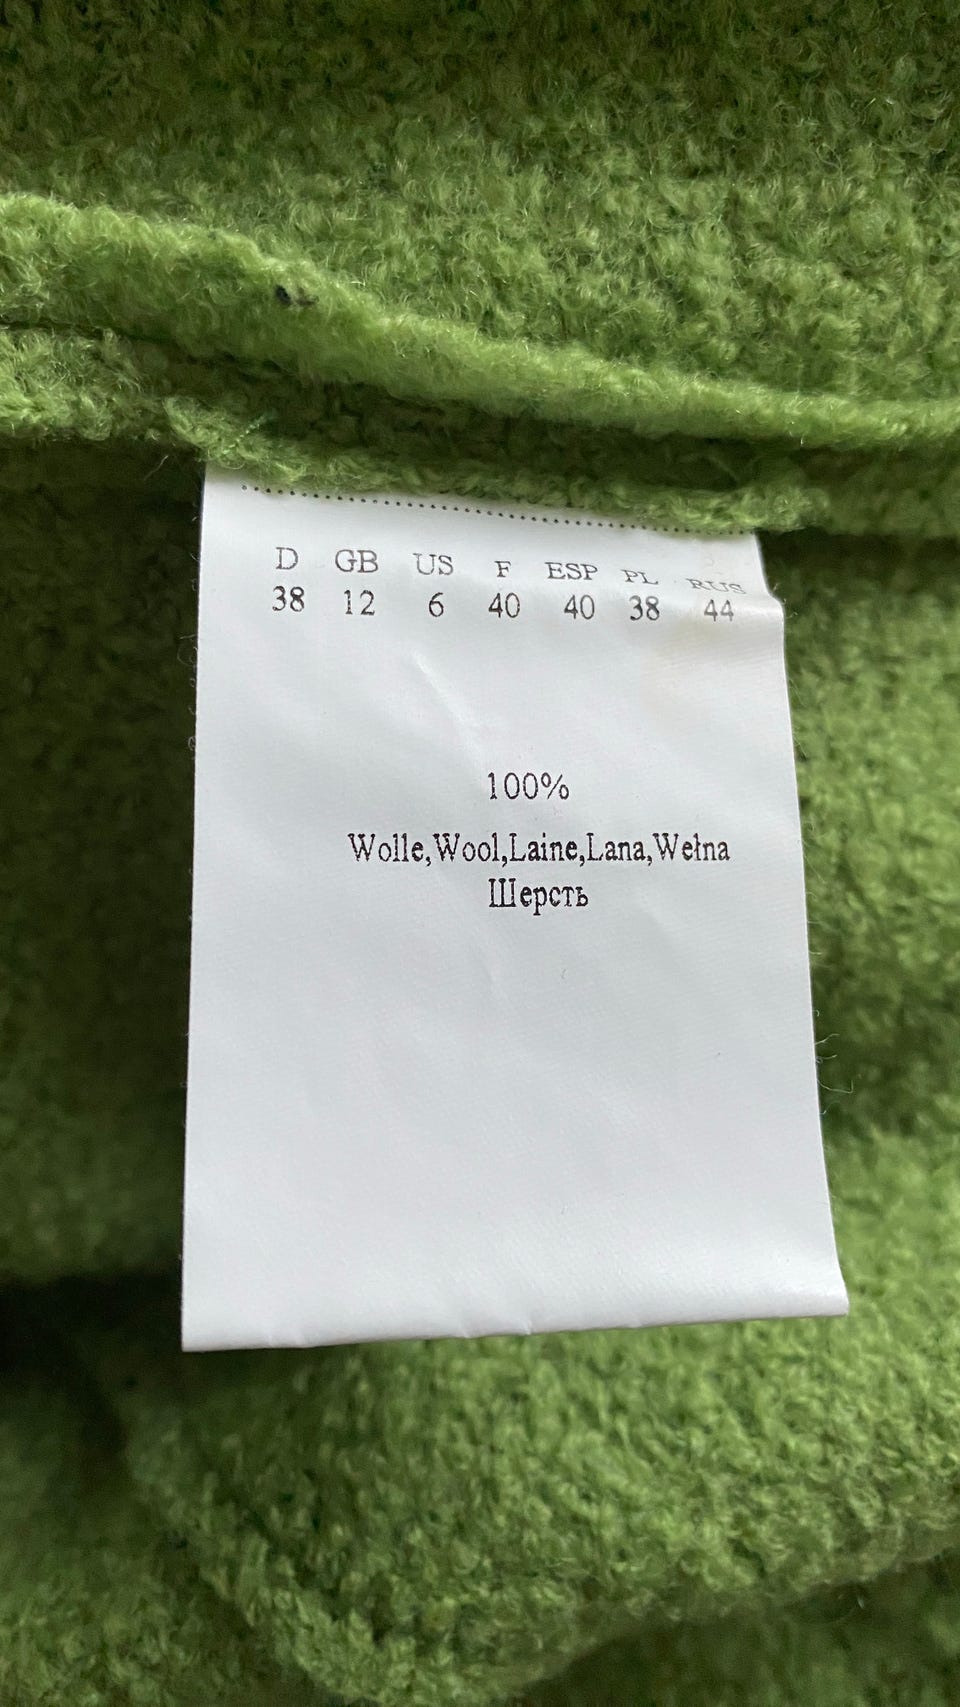 D GB US F ESP PL RUS
38 12 6 40 40 38 44
100%
Wolle,Wool,Laine,Lana,Wełna
Шерсть